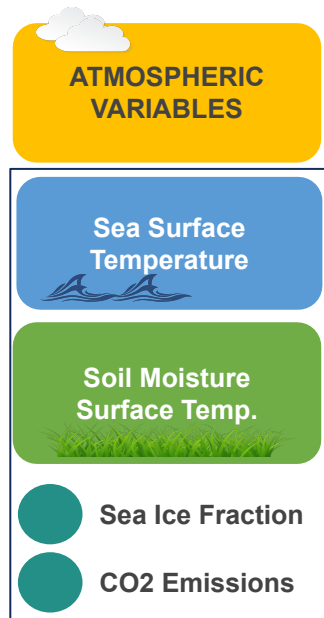 ATMOSPHERIC
VARIABLES
Sea Surface
Temperature
Soil Moisture
Surface Temp.
Sea Ice Fraction
CO2 Emissions